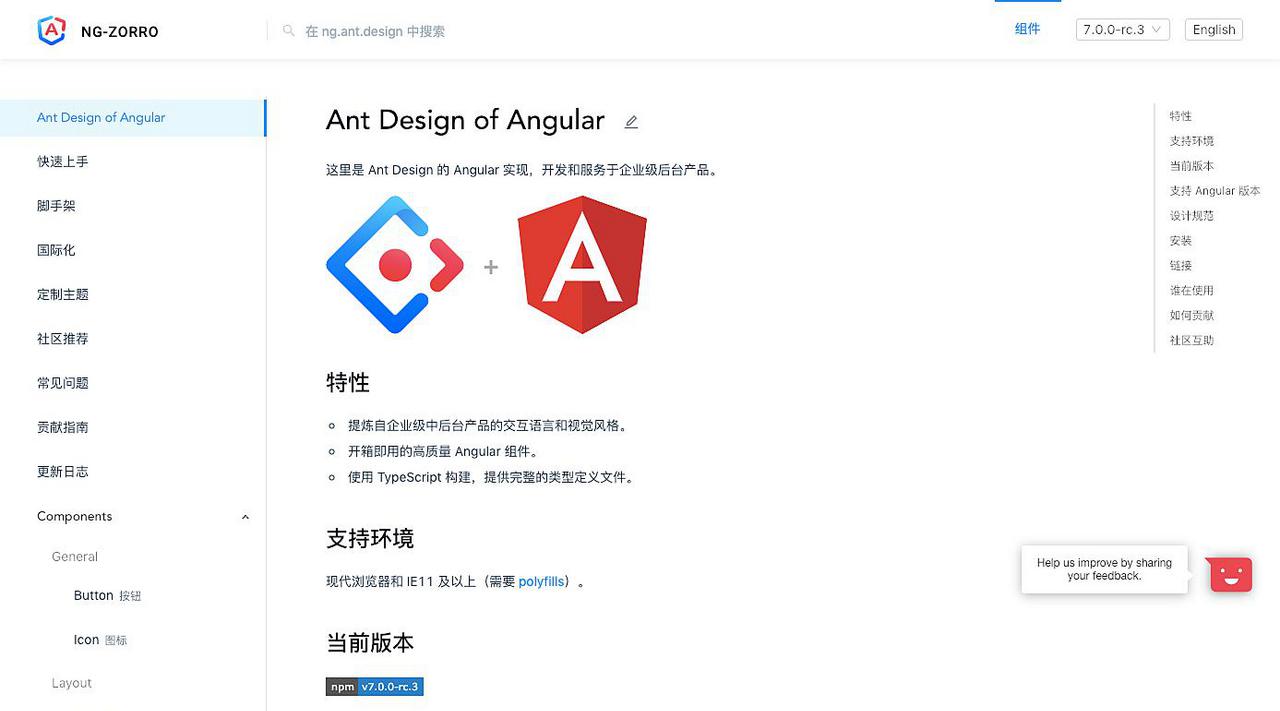 NG-ZORRO
在 ng.ant.design 中搜索
组件
7.0.0-rc.3
English
Ant Design of Angular
快速上手
脚手架
国际化
定制主题
社区推荐
常见问题
贡献指南
更新日志
Components
General
Button 按钮
Icon 图标
Layout
Ant Design of Angular
这里是 Ant Design 的 Angular 实现，开发和服务于企业级后台产品。
+
特性
提炼自企业级中后台产品的交互语言和视觉风格。
开箱即用的高质量 Angular 组件。
使用 TypeScript 构建，提供完整的类型定义文件。
支持环境
现代浏览器和 IE11 及以上（需要 polyfills）。
当前版本
npm v7.0.0-rc.3
特性
支持环境
当前版本
支持 Angular 版本
设计规范
安装
链接
谁在使用
如何贡献
社区互助
Help us improve by sharing
your feedback.